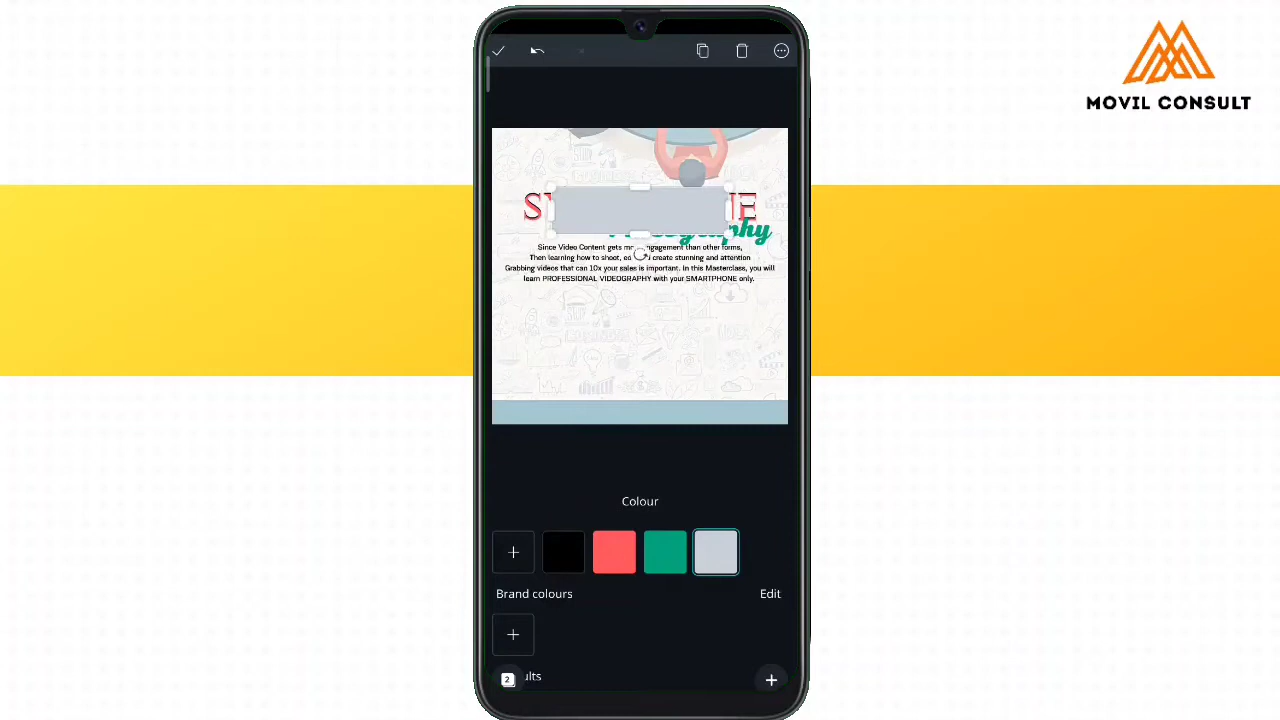 MOVIL CONSULT
Since Video Content gets
engagement than other forms,
Then learning how to shoot,
create stunning and attention
Grabbing videos that can 10x your sales is important. In this Masterclass, you will
learn PROFESSIONAL VIDEOGRAPHY with your SMARTPHONE only.
Colour
Brand colours
Edit
2